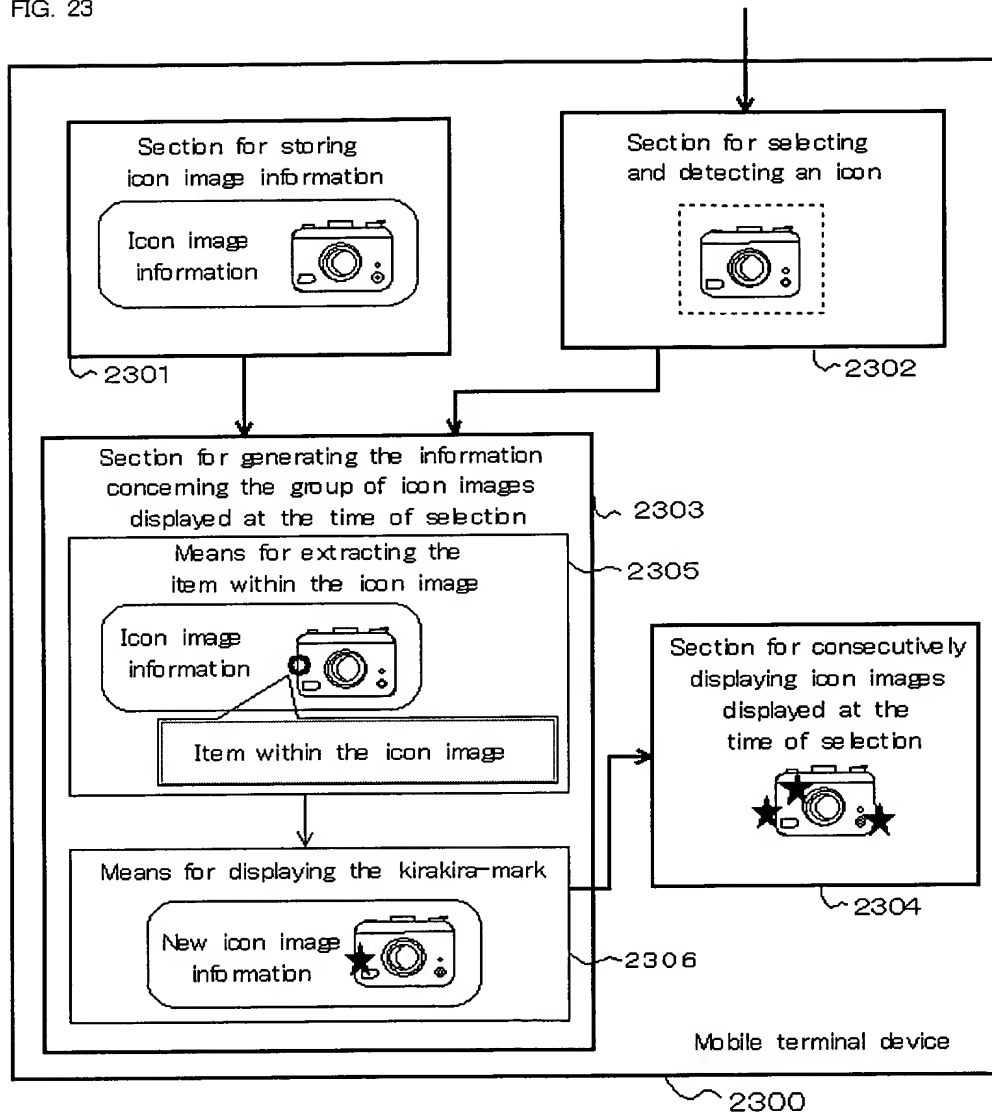 FIG. 23
Section for storing
icon image information
Icon image
information
2301
Section for selecting
and detecting an icon
2302
Section for generating the information
concerning the group of icon images
displayed at the time of selection
2303
Means for extracting the
item within the icon image
2305
Icon image
information
Item within the icon image
Means for displaying the kirakira-mark
New icon image
information
2306
Section for consecutively
displaying icon images
displayed at the
time of selection
2304
Mobile terminal device
2300